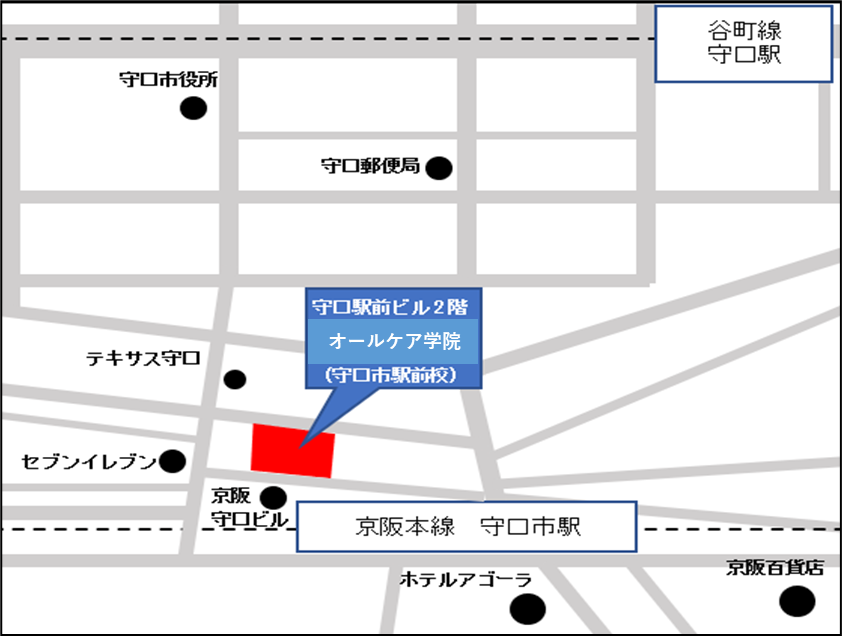 谷町線
守口駅
守口市役所
守口郵便局
守口駅前ビル２階
オールケア学院
（守口市駅前校）
テキサス守口
セブンイレブン
京阪
守口ビル
京阪本線　守口市駅
ホテルアゴーラ
京阪百貨店